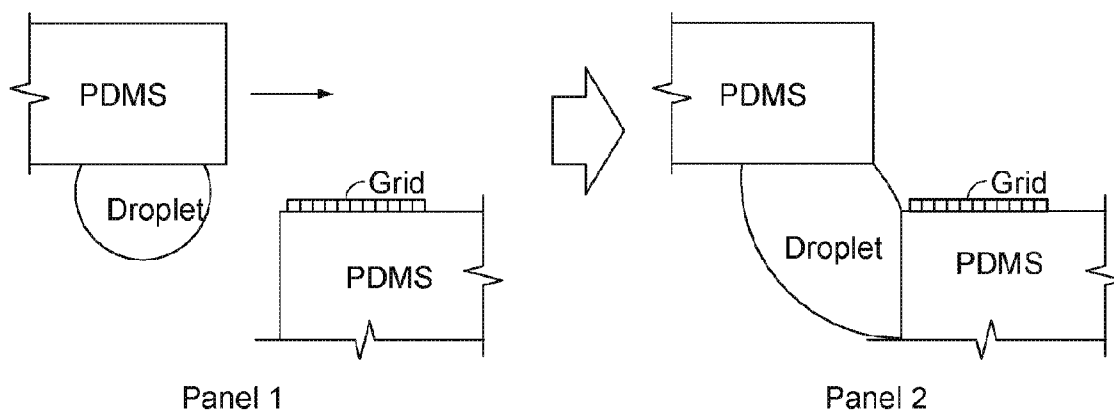 PDMS
Grid
Droplet
PDMS
Panel 1
PDMS
Grid
Droplet
PDMS
Panel 2